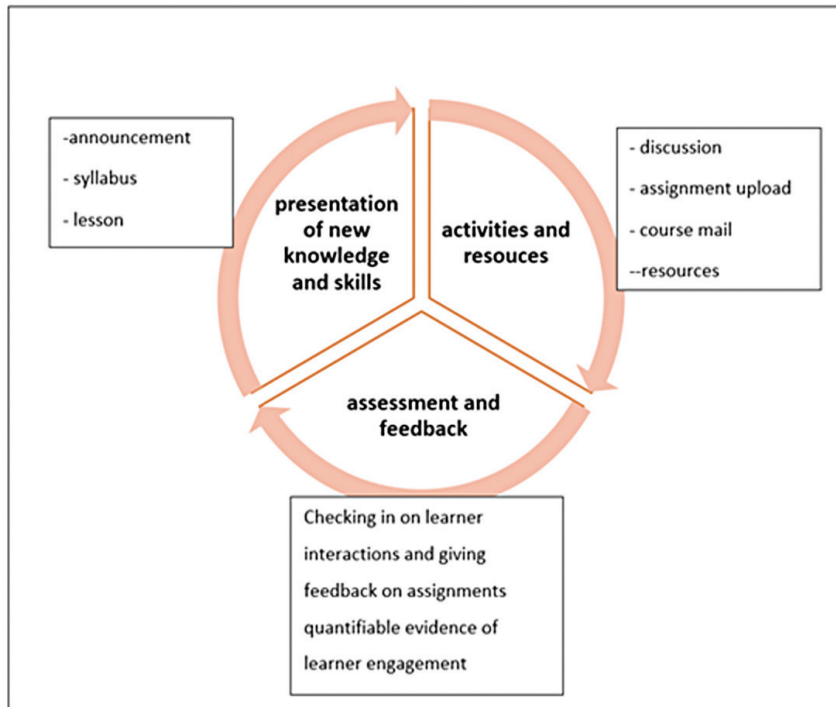 -announcement
- syllabus
- lesson
presentation
of new
knowledge
and skills
activities and
resouces
- discussion
- assignment upload
- course mail
--resources
assessment and
feedback
Checking in on learner
interactions and giving
feedback on assignments
quantifiable evidence of
learner engagement